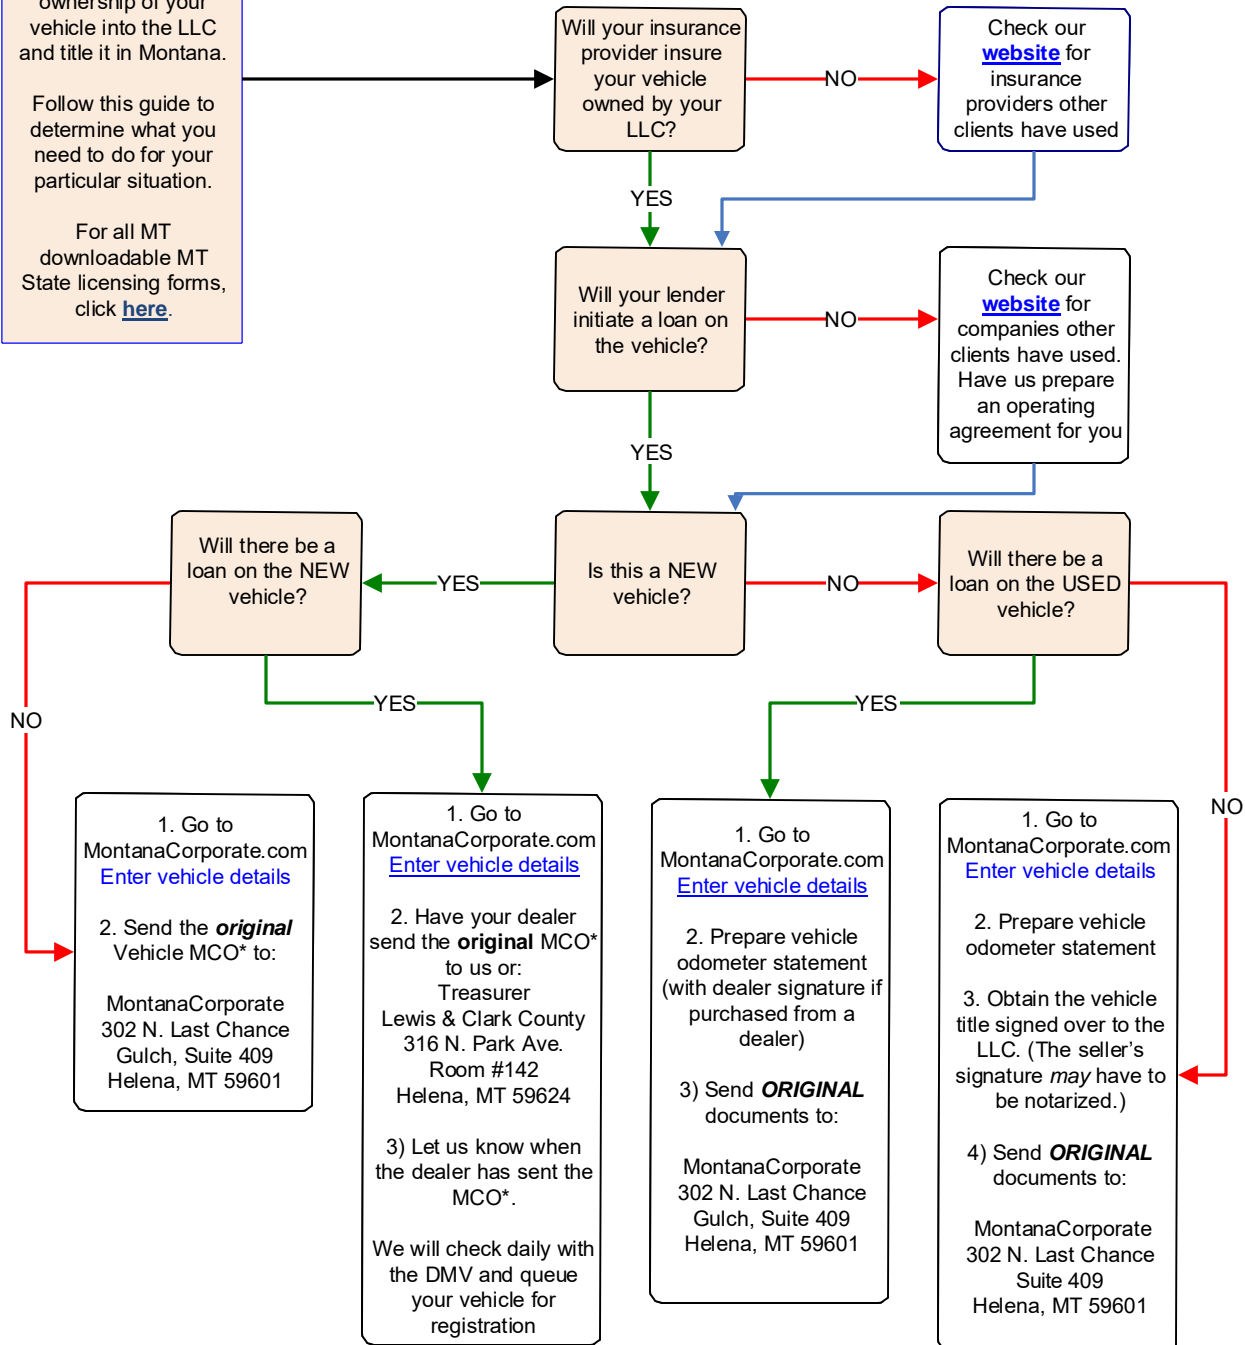 ownership of your
vehicle into the LLC
and title it in Montana.
Follow this guide to
determine what you
need to do for your
particular situation.
For all MT
downloadable MT
State licensing forms,
click here.
Will your insurance
provider insure
your vehicle
owned by your
LLC?
NO
Check our
website for
insurance
providers other
clients have used
YES
Will your lender
initiate a loan on
the vehicle?
NO
Check our
website for
companies other
clients have used.
Have us prepare
an operating
agreement for you
YES
Will there be a
loan on the NEW
vehicle?
YES
Is this a NEW
vehicle?
NO
Will there be a
loan on the USED
vehicle?
NO
YES
YES
NO
1. Go to
MontanaCorporate.com
Enter vehicle details
2. Send the original
Vehicle MCO* to:
MontanaCorporate
302 N. Last Chance
Gulch, Suite 409
Helena, MT 59601
1. Go to
MontanaCorporate.com
Enter vehicle details
2. Have your dealer
send the original MCO*
to us or:
Treasurer
Lewis & Clark County
316 N. Park Ave.
Room #142
Helena, MT 59624
3) Let us know when
the dealer has sent the
MCO*.
We will check daily with
the DMV and queue
your vehicle for
registration
1. Go to
MontanaCorporate.com
Enter vehicle details
2. Prepare vehicle
odometer statement
(with dealer signature if
purchased from a
dealer)
3) Send ORIGINAL
documents to:
MontanaCorporate
302 N. Last Chance
Gulch, Suite 409
Helena, MT 59601
1. Go to
MontanaCorporate.com
Enter vehicle details
2. Prepare vehicle
odometer statement
3. Obtain the vehicle
title signed over to the
LLC. (The seller's
signature may have to
be notarized.)
4) Send ORIGINAL
documents to:
MontanaCorporate
302 N. Last Chance
Suite 409
Helena, MT 59601